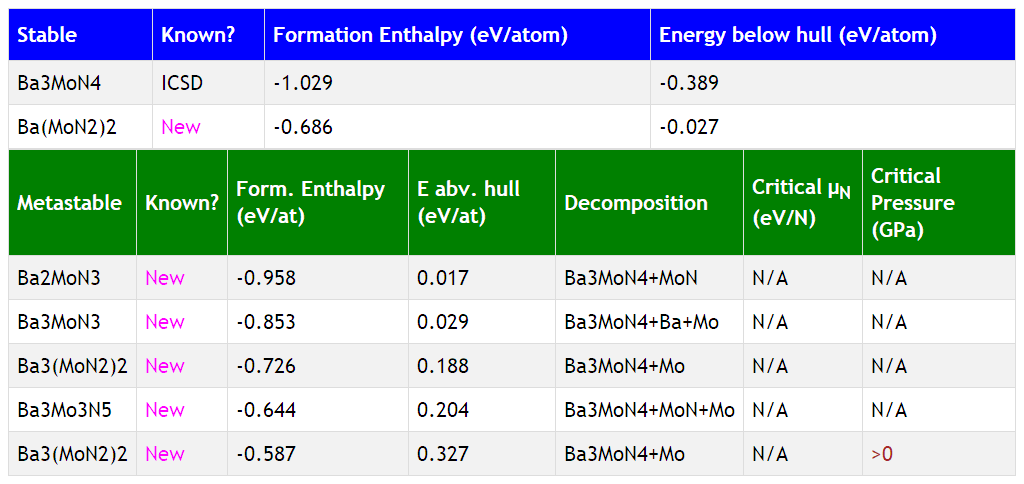 Stable Known? Formation Enthalpy (eV/atom) Energy below hull (eV/atom)
Ba3MoN4 ICSD -1.029 -0.389
Ba(MoN2)2 New -0.686 -0.027
Metastable Known? Form. Enthalpy (eV/at) E abv. hull (eV/at) Decomposition Critical μN (eV/N) Critical Pressure (GPa)
Ba2MoN3 New -0.958 0.017 Ba3MoN4+MoN N/A N/A
Ba3MoN3 New -0.853 0.029 Ba3MoN4+Ba+Mo N/A N/A
Ba3(MoN2)2 New -0.726 0.188 Ba3MoN4+Mo N/A N/A
Ba3Mo3N5 New -0.644 0.204 Ba3MoN4+MoN+Mo N/A N/A
Ba3(MoN2)2 New -0.587 0.327 Ba3MoN4+Mo N/A >0